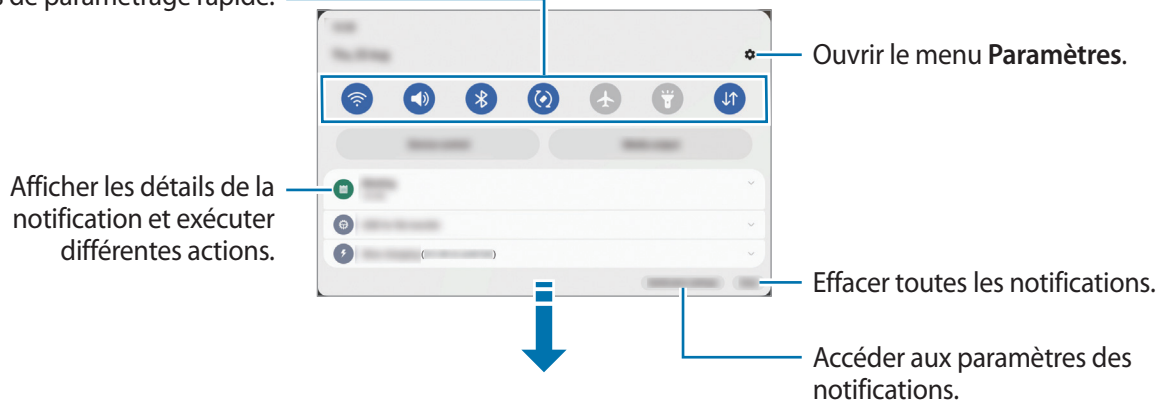 de paramétrage rapide.
Ouvrir le menu Paramètres.
Afficher les détails de la
notification et exécuter
différentes actions.
Effacer toutes les notifications.
Accéder aux paramètres des
notifications.